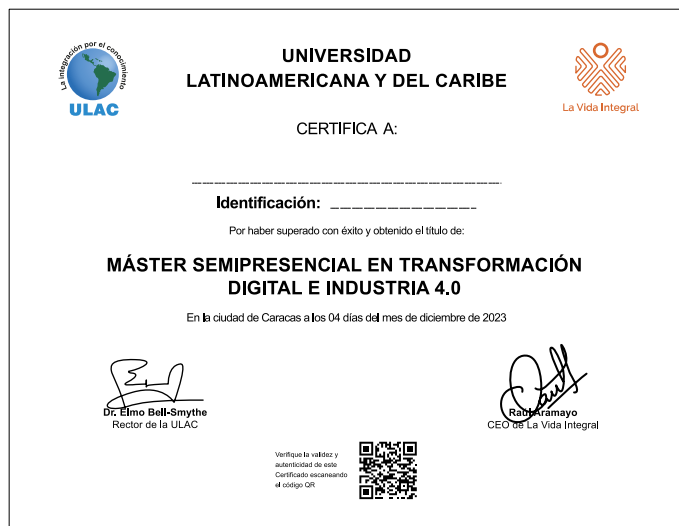 La integración por el conocimiento
ULAC
UNIVERSIDAD
LATINOAMERICANA Y DEL CARIBE
La Vida Integral
CERTIFICA A:
Identificación:
Por haber superado con éxito y obtenido el título de:
MÁSTER SEMIPRESENCIAL EN TRANSFORMACIÓN
DIGITAL E INDUSTRIA 4.0
En la ciudad de Caracas a los 04 días del mes de diciembre de 2023
Dr. Elmo Bell-Smythe
Rector de la ULAC
Raúl Aramayo
CEO de La Vida Integral
Verifique la validez y
autenticidad de este
Certificado escaneando
el código QR